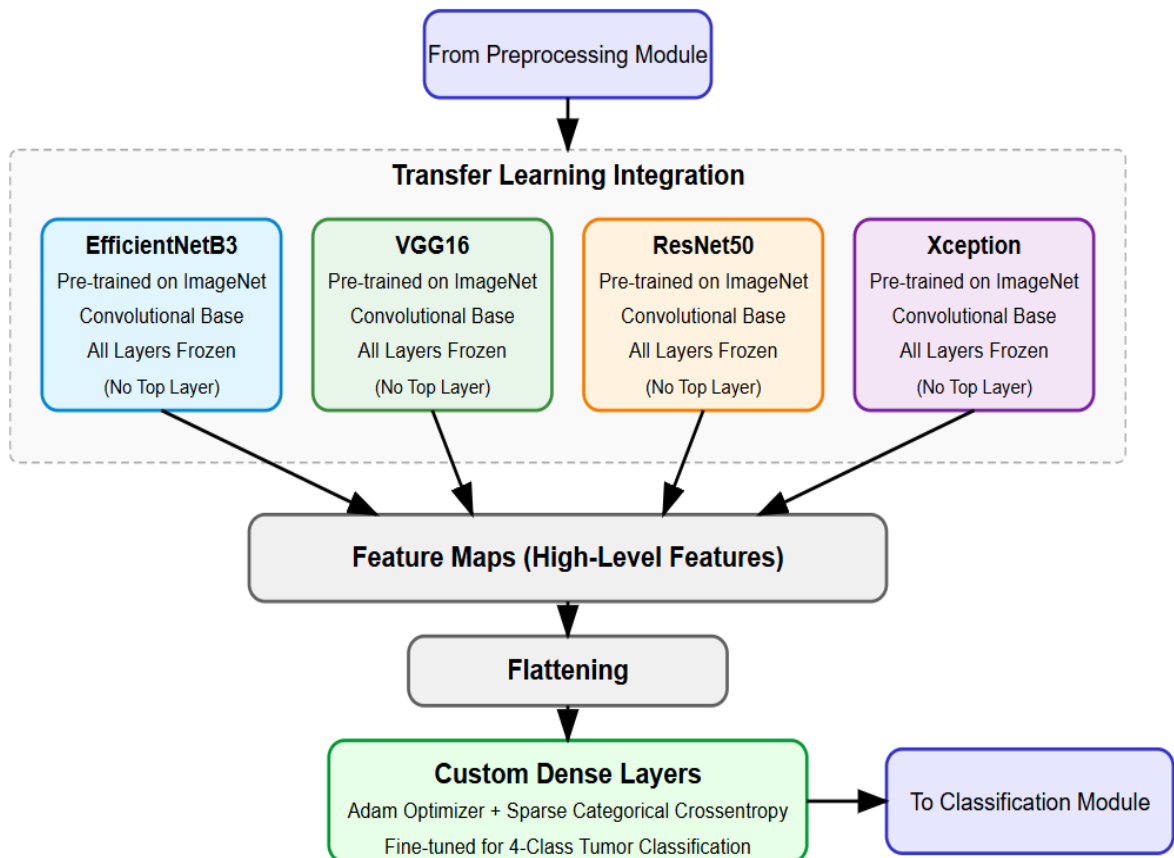 From Preprocessing Module
Transfer Learning Integration
EfficientNetB3
Pre-trained on ImageNet
Convolutional Base
All Layers Frozen
(No Top Layer)
VGG16
Pre-trained on ImageNet
Convolutional Base
All Layers Frozen
(No Top Layer)
ResNet50
Pre-trained on ImageNet
Convolutional Base
All Layers Frozen
(No Top Layer)
Xception
Pre-trained on ImageNet
Convolutional Base
All Layers Frozen
(No Top Layer)
Feature Maps (High-Level Features)
Flattening
Custom Dense Layers
Adam Optimizer + Sparse Categorical Crossentropy
Fine-tuned for 4-Class Tumor Classification
To Classification Module